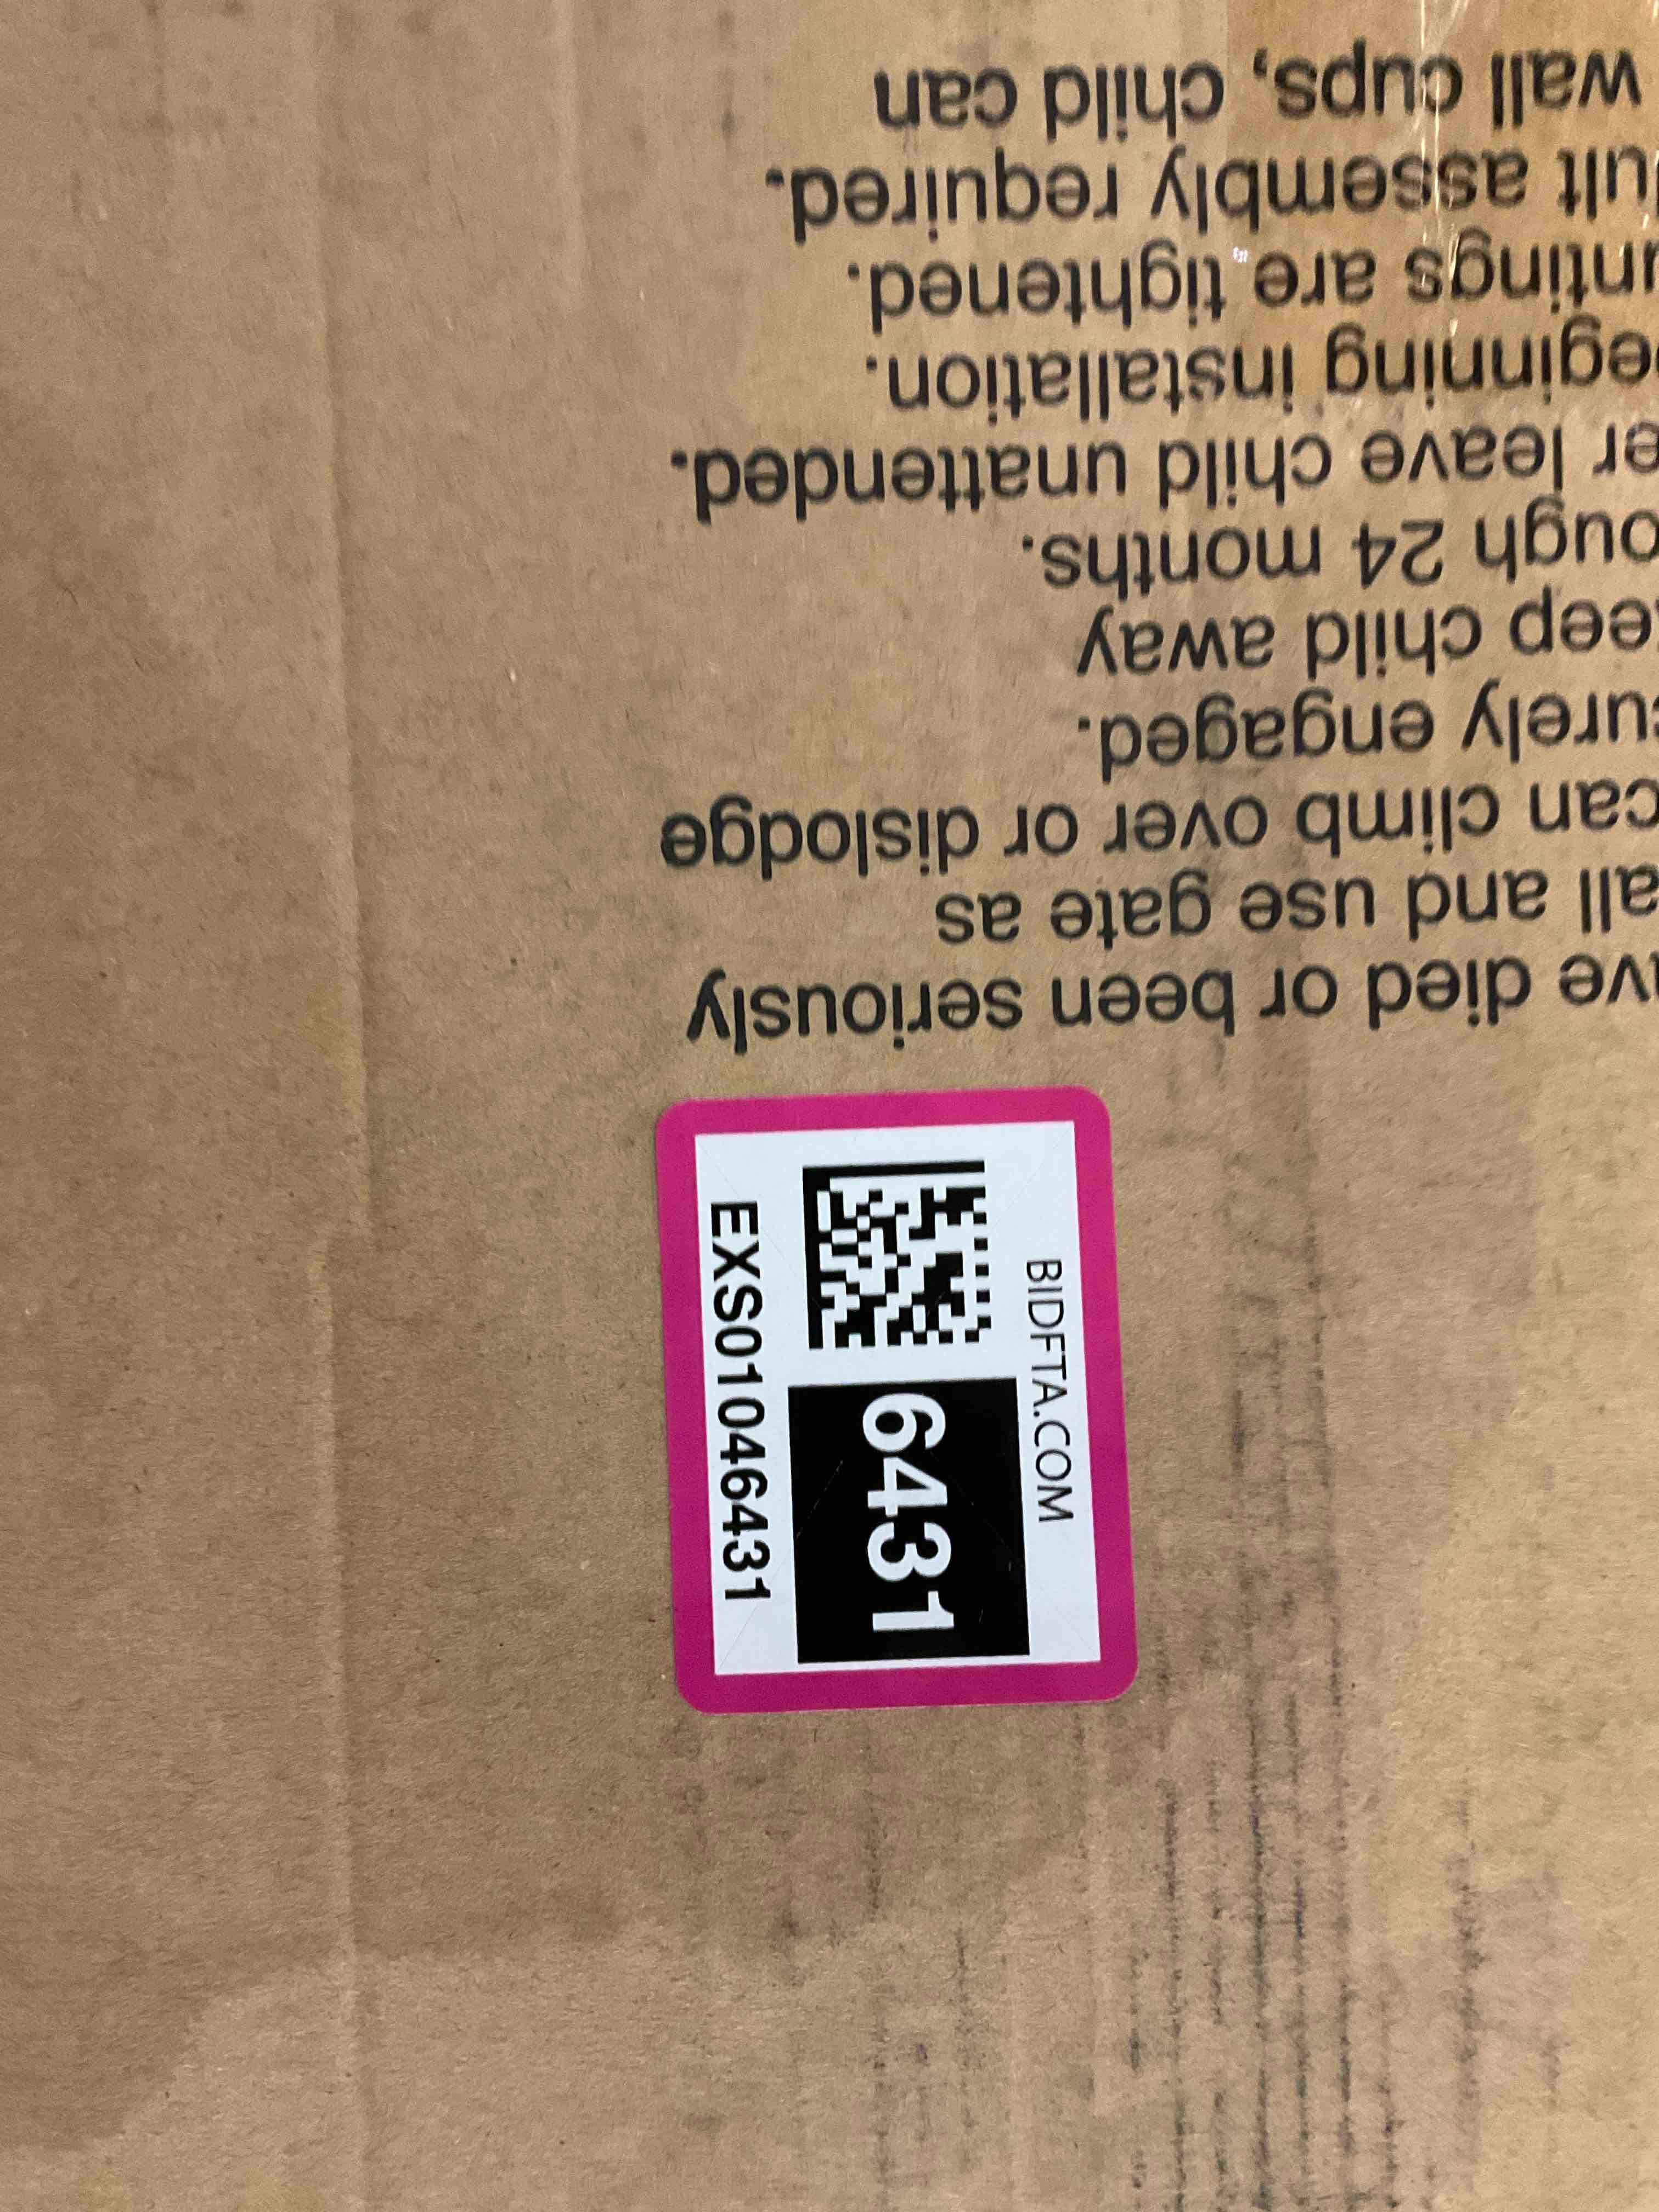 ve died or been seriously
all and use gate as
can climb over or dislodge
urely engaged.
eep child away
ough 24 months.
er leave child unattended.
eginning installation.
ntings are tightened.
ult assembly required.
wall cups, child can
BIDFTA.COM
6431
EXS01046431